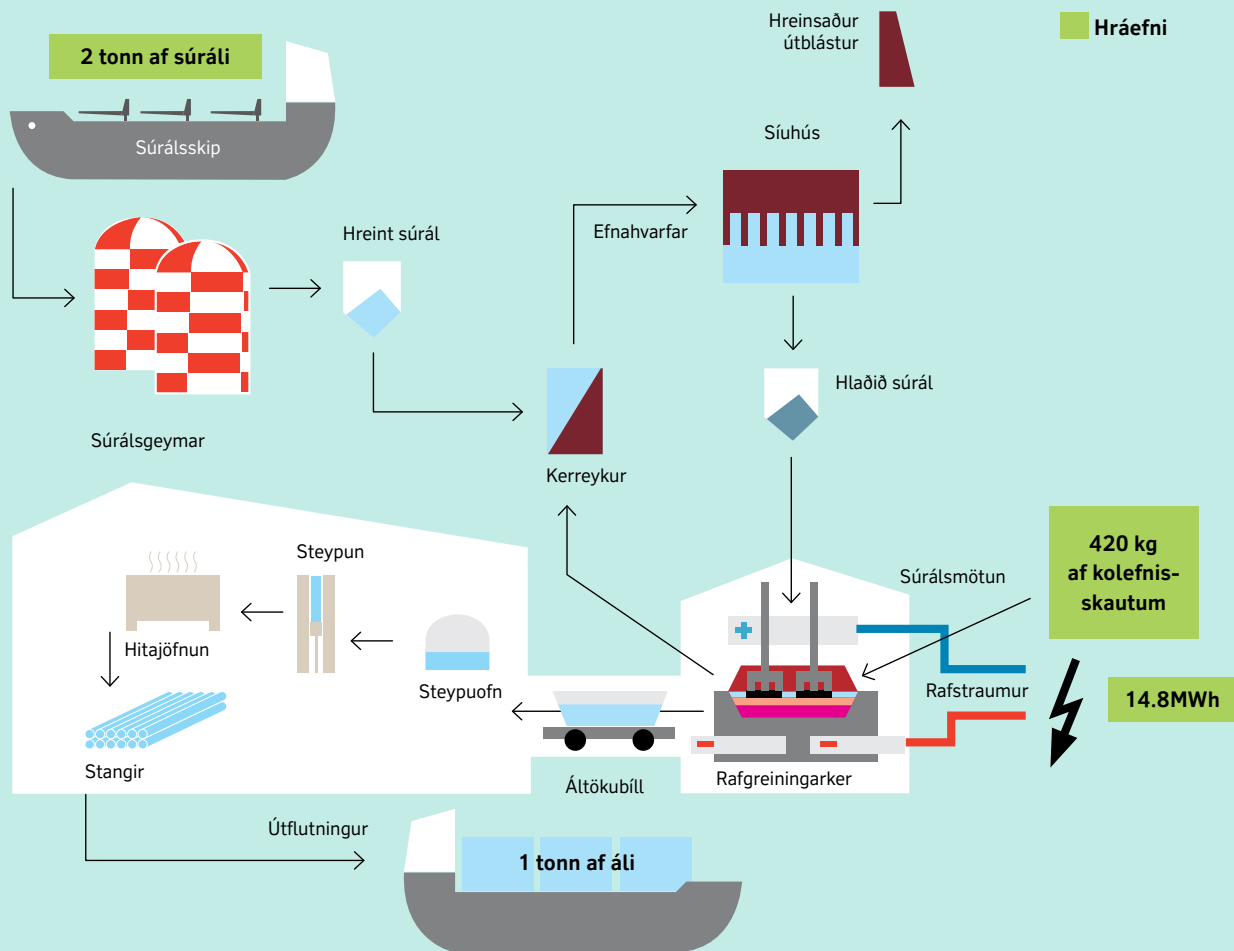 Hreinsaður
útblástur
Hráefni
2 tonn af súráli
Súrálsskip
Síuhús
Hreint súrál
Efnahvarfar
Hlaðið súrál
Súrálsgeymar
Kerreykur
420 kg
af kolefnis-
skautum
Steypun
Súrálsmötun
Hitajöfnun
Steypuofn
Rafstraumur
14.8MWh
Stangir
Áltökubíll
Rafgreiningarker
Útflutningur
1 tonn af áli